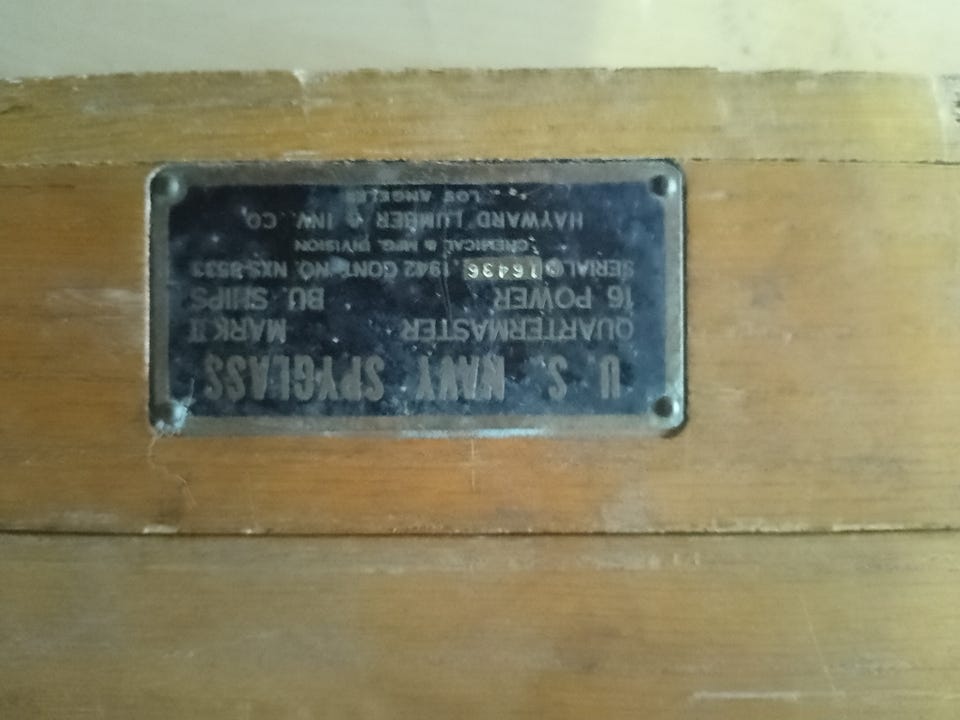 U. S. NAVY SPYGLASS
QUARTERMASTER MARK II
16 POWER BU. SHIPS
SERIAL 16436, 1942 CONT. NO. NXS-8533
CHEMICAL & MFG. DIVISION
HAYWARD LUMBER & INV. CO.
LOS ANGELES